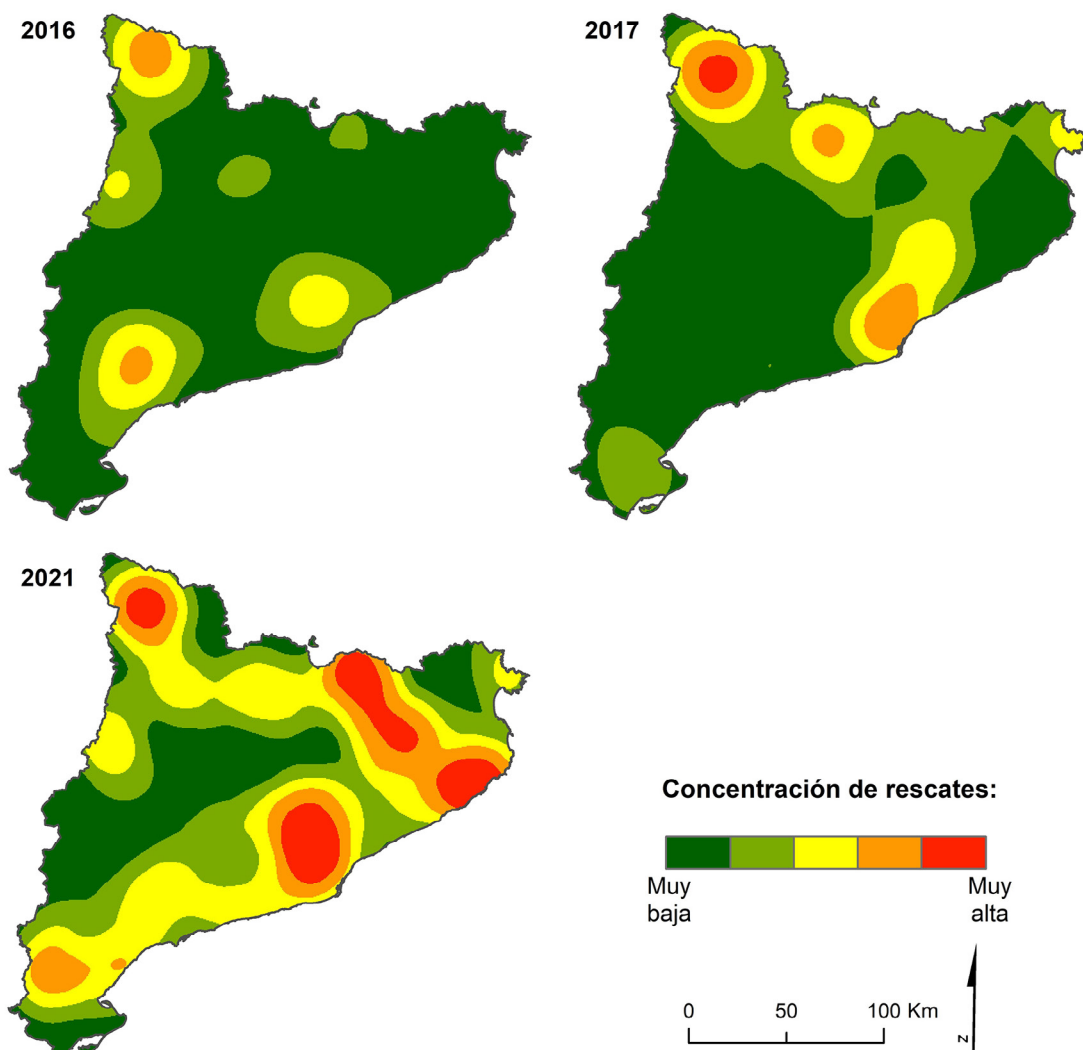 2016
2017
2021
Concentración de rescates:
Muy
baja
Muy
alta
0 50 100 Km
N